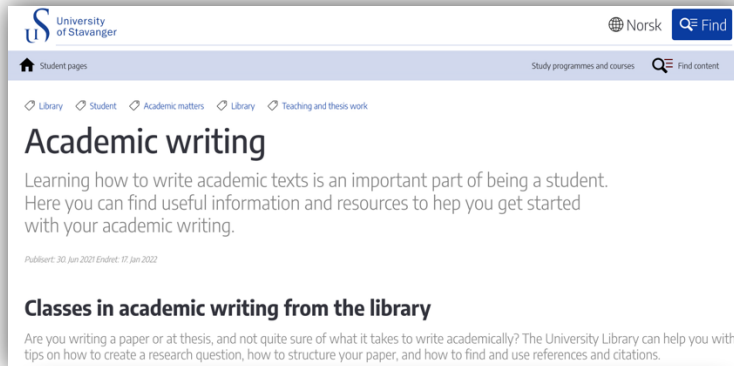 University
of Stavanger
Norsk
Find
Student pages
Study programmes and courses
Find content
Library Student Academic matters Library Teaching and thesis work
Academic writing
Learning how to write academic texts is an important part of being a student.
Here you can find useful information and resources to hep you get started
with your academic writing.
Publisert: 30. Jun 2021 Endret: 17. Jan 2022
Classes in academic writing from the library
Are you writing a paper or at thesis, and not quite sure of what it takes to write academically? The University Library can help you with
tips on how to create a research question, how to structure your paper, and how to find and use references and citations.